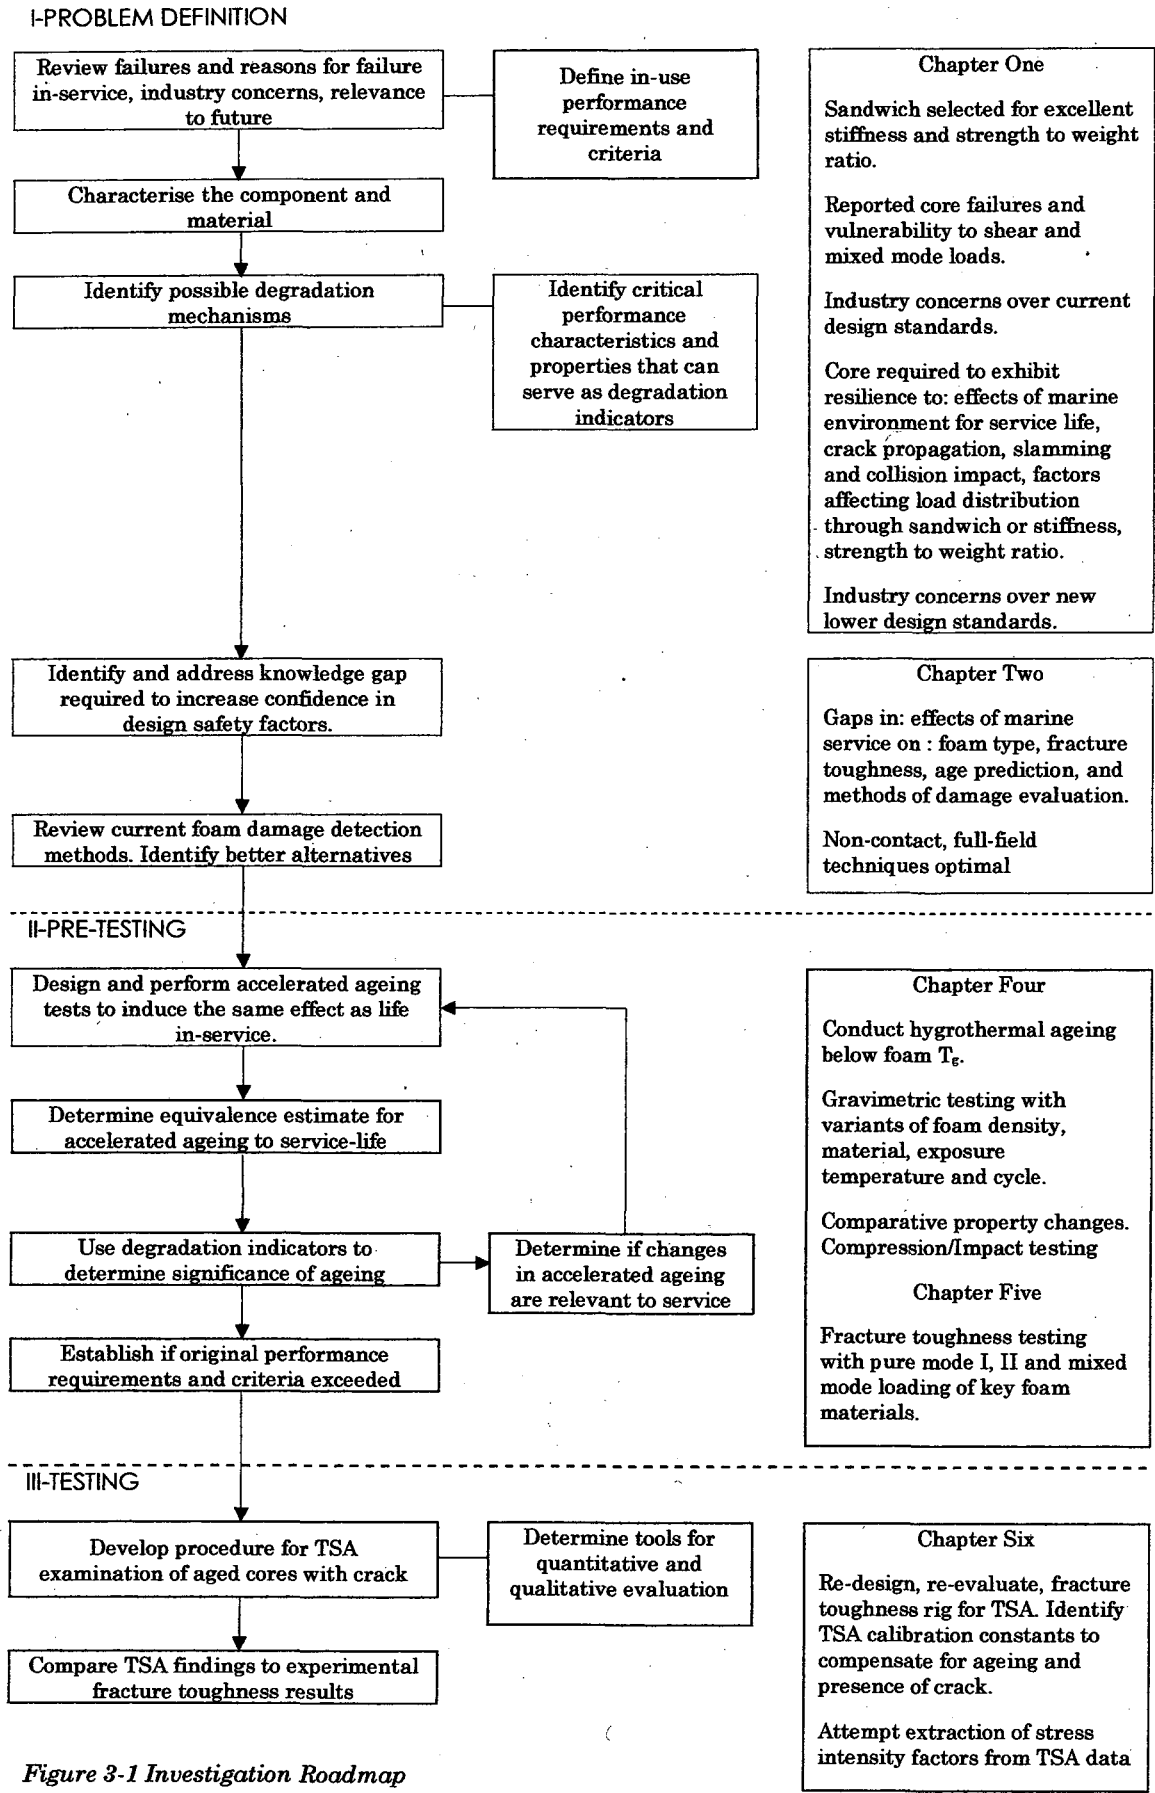 I-PROBLEM DEFINITION
Review failures and reasons for failure
in-service, industry concerns, relevance
to future
Define in-use
performance
requirements and
criteria
Characterise the component and
material
Identify possible degradation
mechanisms
Identify critical
performance
characteristics and
properties that can
serve as degradation
indicators
Identify and address knowledge gap
required to increase confidence in
design safety factors.
Review current foam damage detection
methods. Identify better alternatives
Chapter One
Sandwich selected for excellent
stiffness and strength to weight
ratio.
Reported core failures and
vulnerability to shear and
mixed mode loads.
Industry concerns over current
design standards.
Core required to exhibit
resilience to: effects of marine
environment for service life,
crack propagation, slamming
and collision impact, factors
affecting load distribution
through sandwich or stiffness,
strength to weight ratio.
Industry concerns over new
lower design standards.
Chapter Two
Gaps in: effects of marine
service on : foam type, fracture
toughness, age prediction, and
methods of damage evaluation.
Non-contact, full-field
techniques optimal
II-PRE-TESTING
Design and perform accelerated ageing
tests to induce the same effect as life
in-service.
Determine equivalence estimate for
accelerated ageing to service-life
Use degradation indicators to
determine significance of ageing
Determine if changes
in accelerated ageing
are relevant to service
Establish if original performance
requirements and criteria exceeded
Chapter Four
Conduct hygrothermal ageing
below foam Tg.
Gravimetric testing with
variants of foam density,
material, exposure
temperature and cycle.
Comparative property changes.
Compression/Impact testing
Chapter Five
Fracture toughness testing
with pure mode I, II and mixed
mode loading of key foam
materials.
III-TESTING
Develop procedure for TSA
examination of aged cores with crack
Determine tools for
quantitative and
qualitative evaluation
Compare TSA findings to experimental
fracture toughness results
Chapter Six
Re-design, re-evaluate, fracture
toughness rig for TSA. Identify
TSA calibration constants to
compensate for ageing and
presence of crack.
Attempt extraction of stress
intensity factors from TSA data
Figure 3-1 Investigation Roadmap